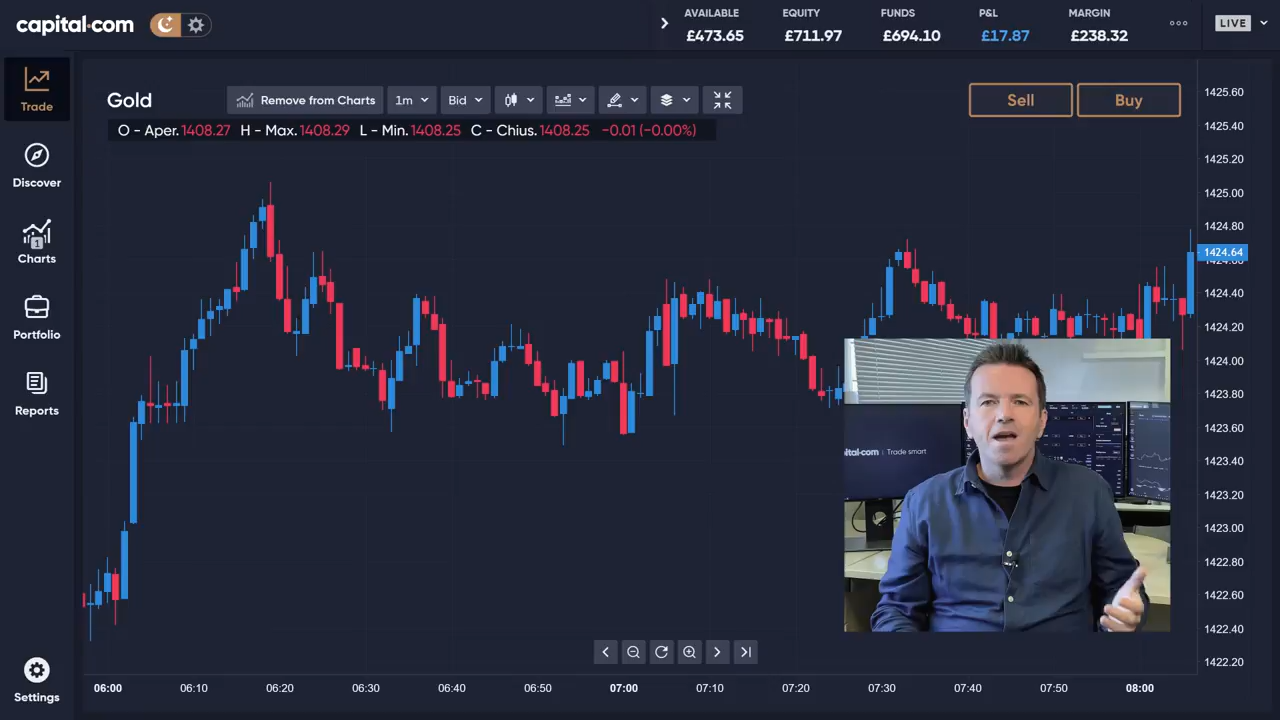 capital.com
AVAILABLE EQUITY FUNDS P&L MARGIN
£473.65 £711.97 £694.10 £17.87 £238.32
LIVE
Trade
Discover
1
Charts
Portfolio
Reports
Settings
Gold Remove from Charts 1m Bid
Sell Buy
O - Aper. 1408.27 H - Max. 1408.29 L - Min. 1408.25 C - Chius. 1408.25 -0.01 (-0.00%)
1425.60
1425.40
1425.20
1425.00
1424.80
1424.64
1424.60
1424.40
1424.20
1424.00
1423.80
1423.60
1423.40
1423.20
1423.00
1422.80
1422.60
1422.40
1422.20
ital.com Trade smart
06:00 06:10 06:20 06:30 06:40 06:50 07:00 07:10 07:20 07:30 07:40 07:50 08:00